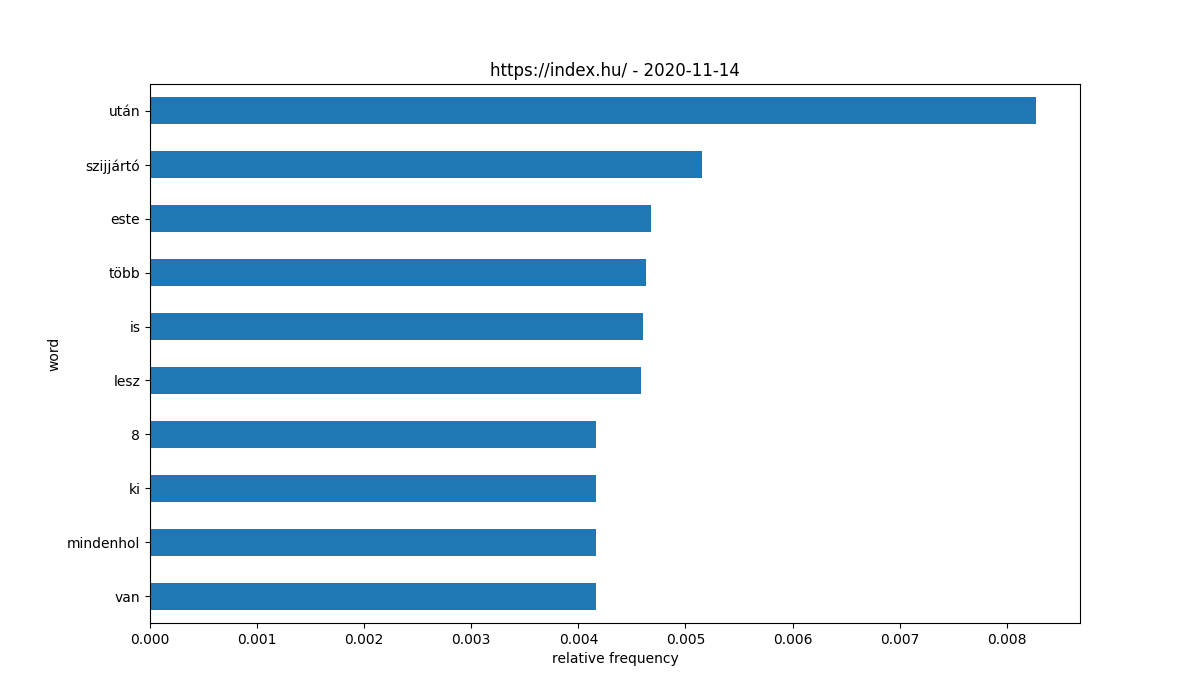 https://index.hu/ - 2020-11-14
után
szijjártó
este
több
is
lesz
8
ki
mindenhol
van
word
0.000 0.001 0.002 0.003 0.004 0.005 0.006 0.007 0.008
relative frequency